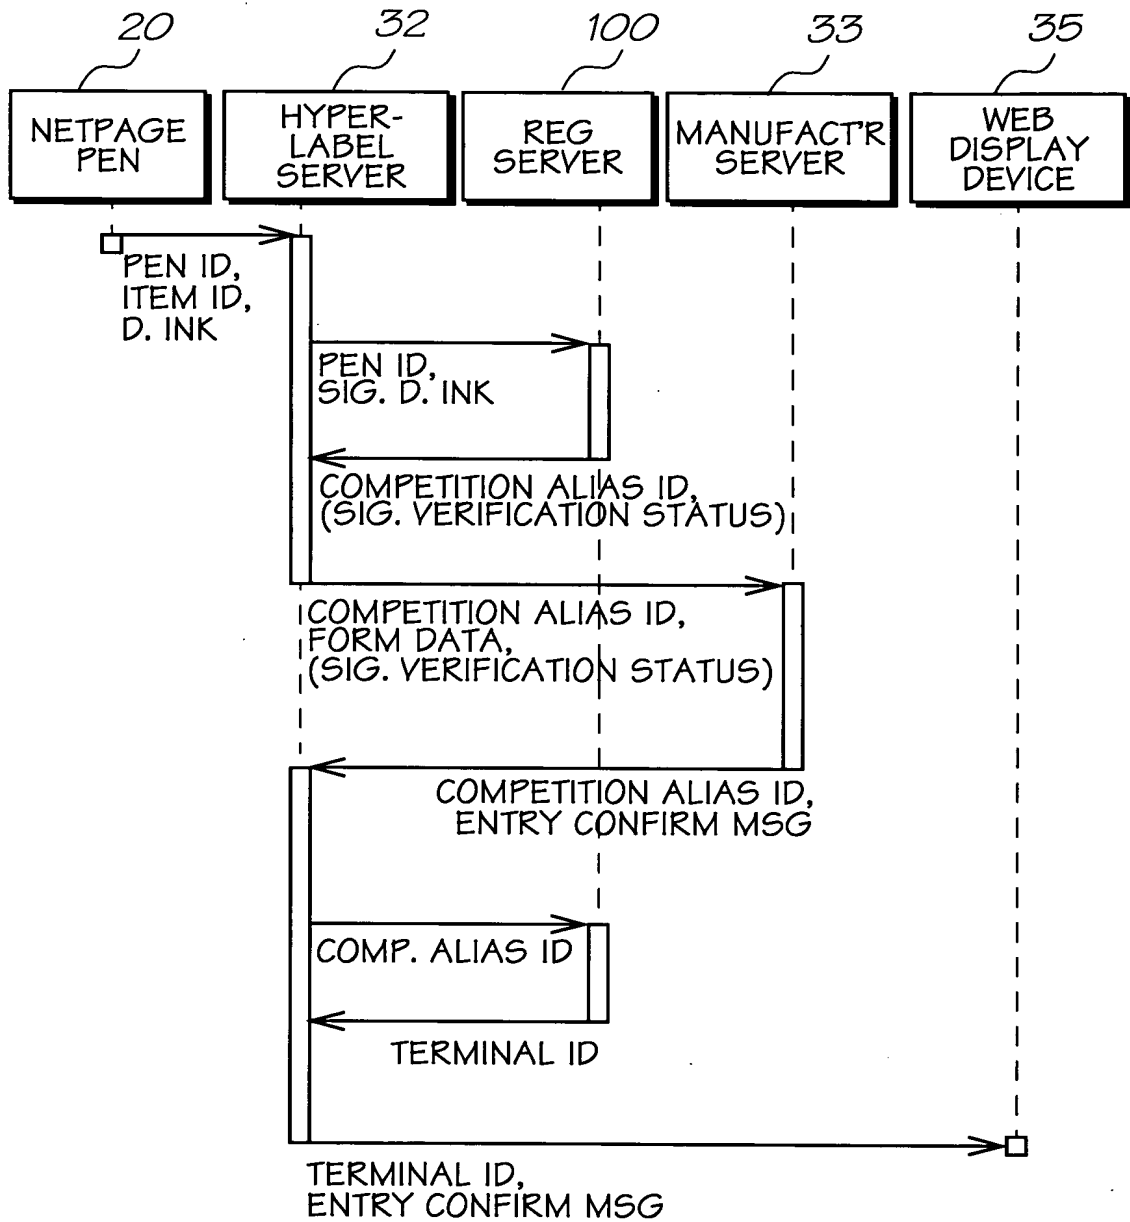 20
32
100
33
35
NETPAGE
PEN
HYPER-
LABEL
SERVER
REG
SERVER
MANUFACT'R
SERVER
WEB
DISPLAY
DEVICE
PEN ID,
ITEM ID,
D. INK
PEN ID,
SIG. D. INK
COMPETITION ALIAS ID,
(SIG. VERIFICATION STATUS)
COMPETITION ALIAS ID,
FORM DATA,
(SIG. VERIFICATION STATUS)
COMPETITION ALIAS ID,
ENTRY CONFIRM MSG
COMP. ALIAS ID
TERMINAL ID
TERMINAL ID,
ENTRY CONFIRM MSG